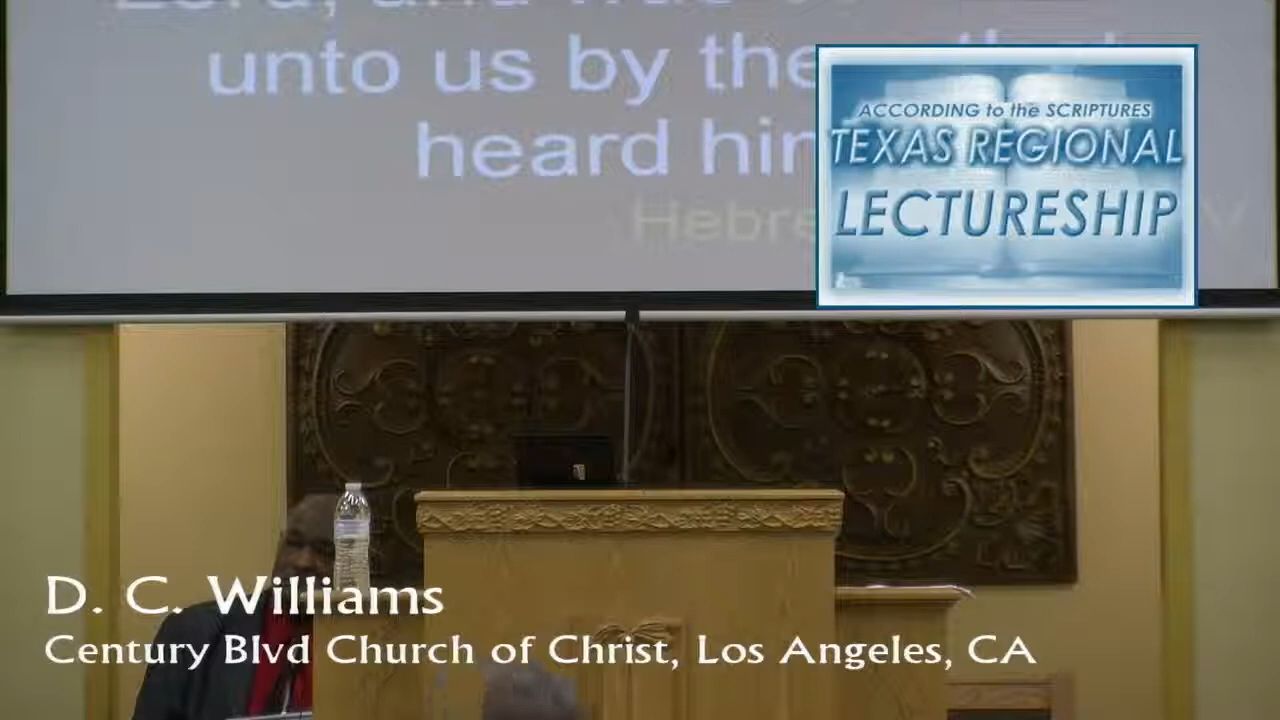 unto us by the
heard
ACCORDING to the SCRIPTURES
TEXAS REGIONAL
LECTURESHIP
D. C. Williams
Century Blvd Church of Christ, Los Angeles, CA